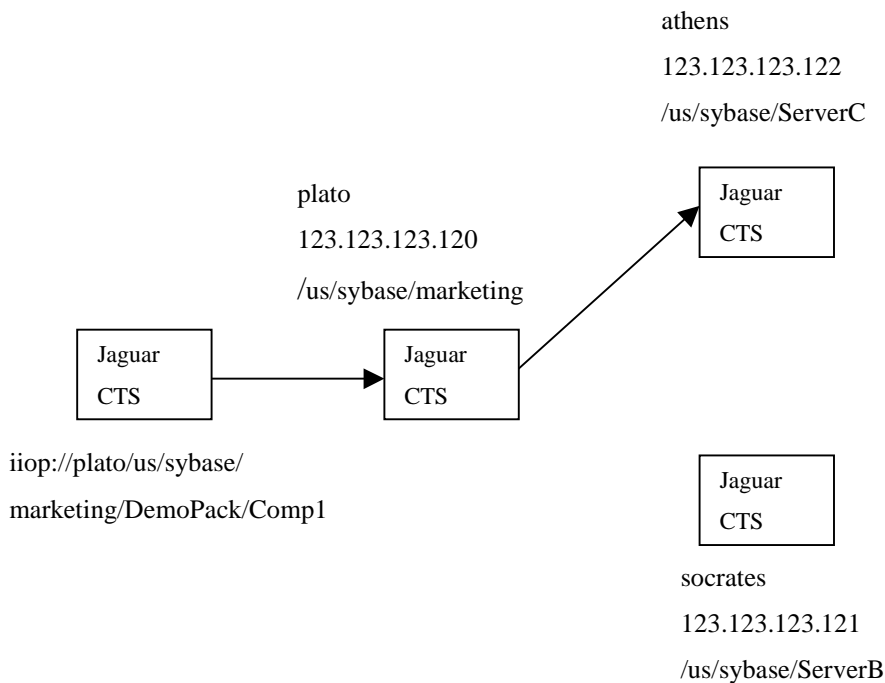 athens
123.123.123.122
/us/sybase/ServerC
Jaguar
CTS
plato
123.123.123.120
/us/sybase/marketing
Jaguar
CTS
Jaguar
CTS
iiop://plato/us/sybase/
marketing/DemoPack/Comp1
Jaguar
CTS
socrates
123.123.123.121
/us/sybase/ServerB